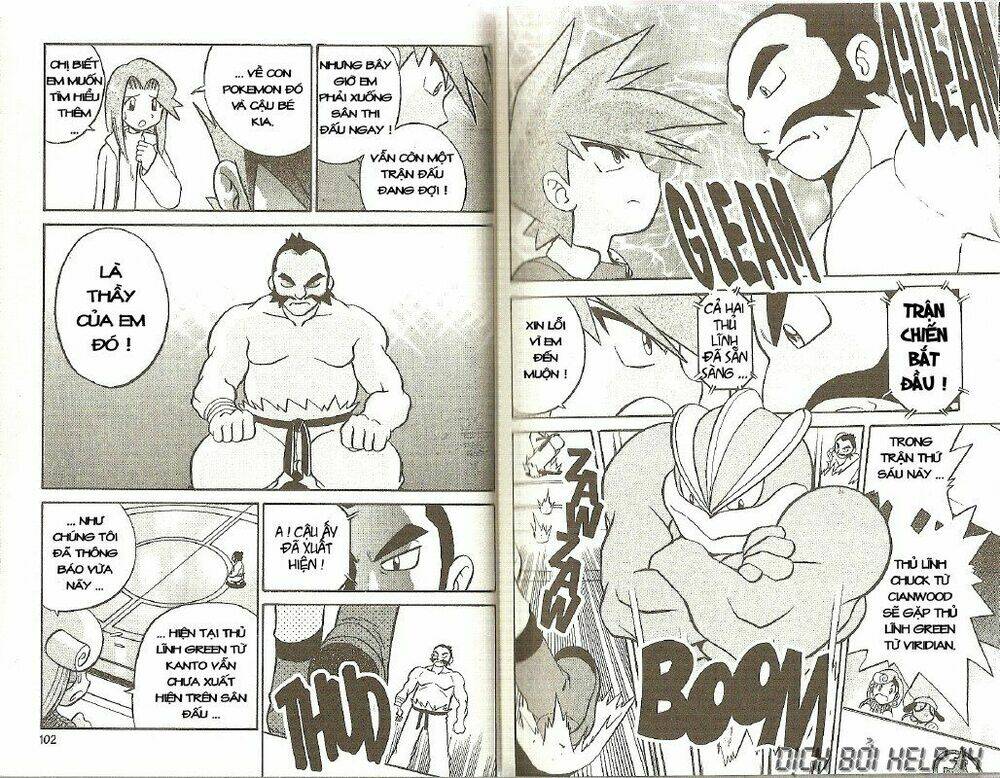 CHỊ BIẾT
EM MUỐN
TÌM HIỂU
THÊM
...
... VỀ CON
POKEMON ĐÓ
VÀ CẬU BÉ
KIA.
NHƯNG BÂY
GIỜ EM
PHẢI XUỐNG
SÂN THI
ĐẤU NGAY !
VẪN CÒN MỘT
TRẬN ĐẤU
ĐANG ĐỢI !
LÀ
THẦY
CỦA EM
ĐÓ !
... NHƯ
CHÚNG TÔI
ĐÃ THÔNG
BÁO VỪA
NÃY ...
... HIỆN TẠI THỦ
LĨNH GREEN TỪ
KANTO VẪN
CHƯA XUẤT
HIỆN TRÊN SÂN
ĐẤU ...
A ! CẬU ẤY
ĐÃ XUẤT
HIỆN !
THUD
102
GLEAM
GLEAM
XIN LỖI
VÌ EM
ĐẾN
MUỘN !
CẢ HAI
THỦ
LĨNH
ĐÃ SẴN
SÀNG ...
TRẬN
CHIẾN
BẮT
ĐẦU !
ZAWZAW
TRONG
TRẬN THỨ
SÁU NÀY ...
THỦ LĨNH
CHUCK TỪ
CIANWOOD
SẼ GẶP THỦ
LĨNH GREEN
TỪ VIRIDIAN.
BOOM
DỊCH BỞI